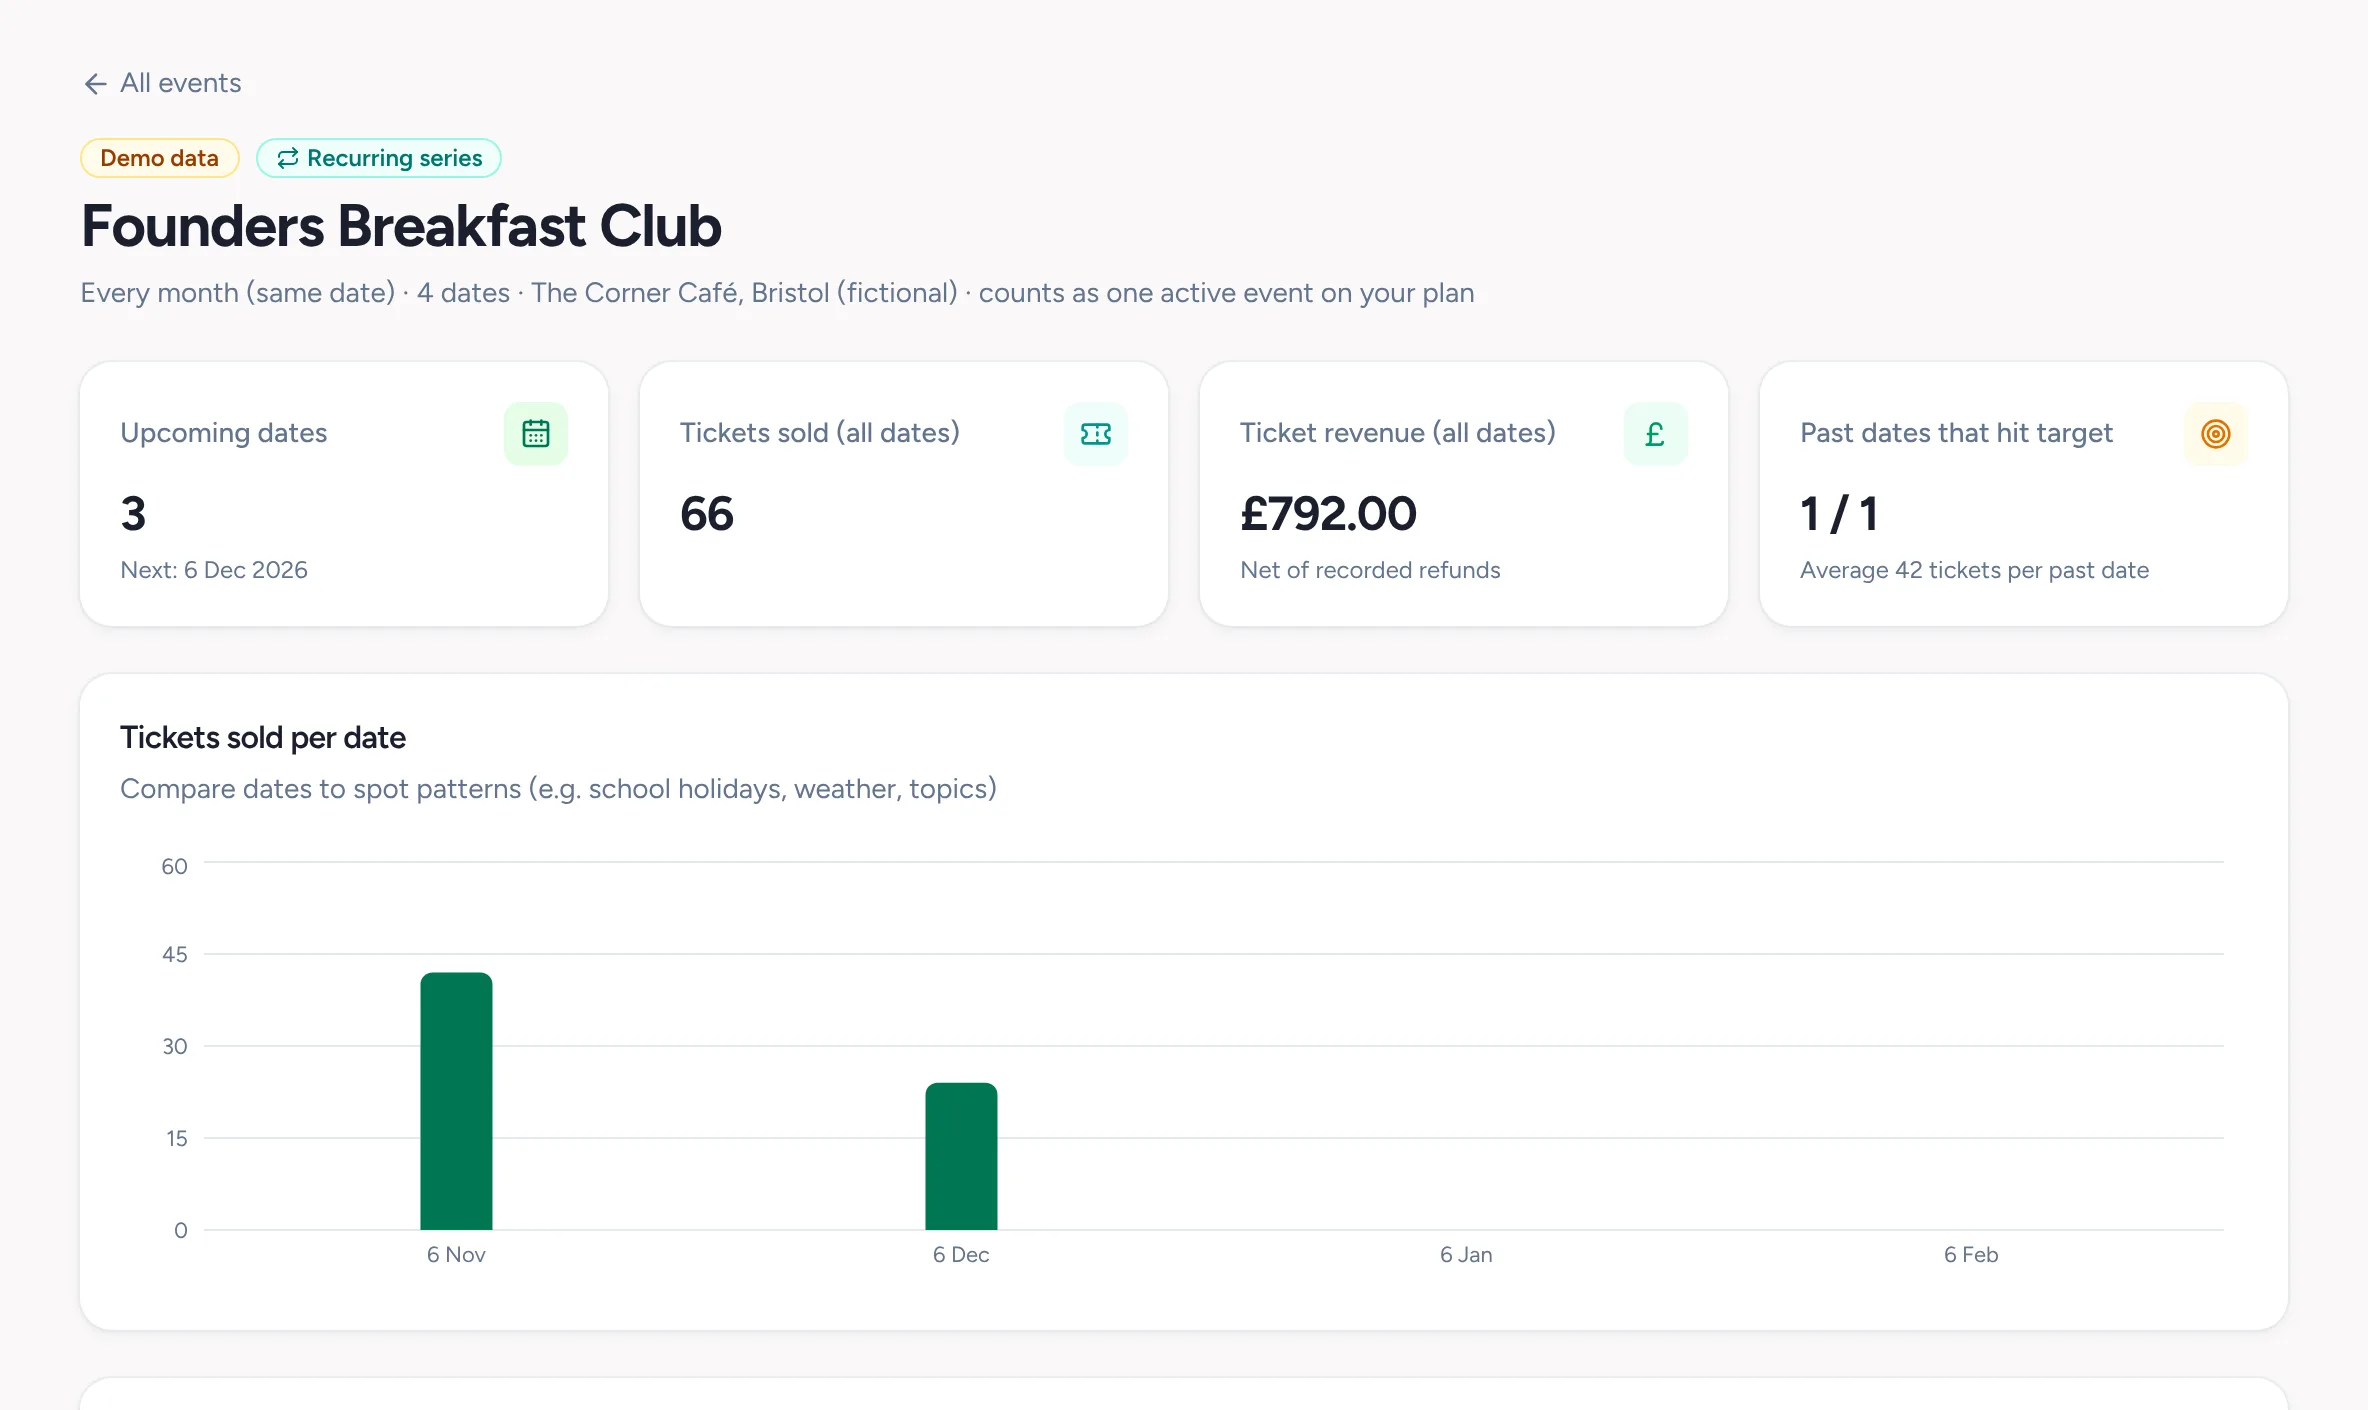 All events
Demo data
Recurring series
Founders Breakfast Club
Every month (same date) · 4 dates · The Corner Café, Bristol (fictional) · counts as one active event on your plan
Upcoming dates
3
Next: 6 Dec 2026
Tickets sold (all dates)
66
Ticket revenue (all dates)
£
£792.00
Net of recorded refunds
Past dates that hit target
1 / 1
Average 42 tickets per past date
Tickets sold per date
Compare dates to spot patterns (e.g. school holidays, weather, topics)
60
45
30
15
0
6 Nov
6 Dec
6 Jan
6 Feb